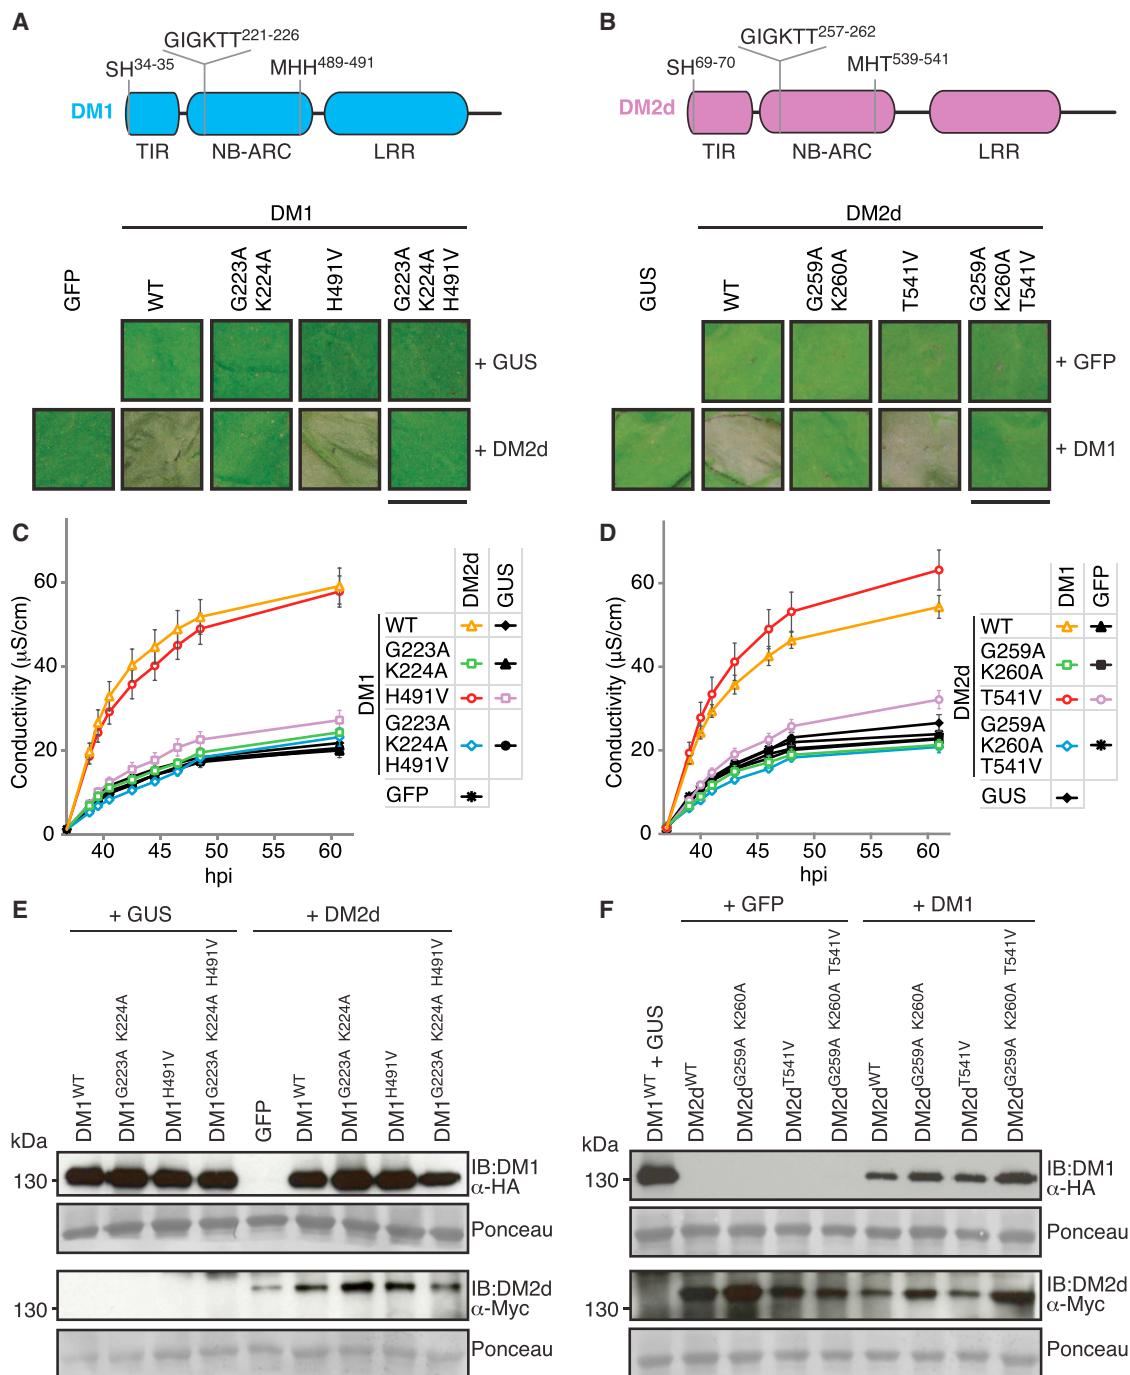 A
GIGKTT221-226
SH34-35
MHH489-491
DM1
TIR
NB-ARC
LRR
DM1
GFP
WT
G223A
K224A
H491V
G223A
K224A
H491V
+ GUS
+ DM2d
B
GIGKTT257-262
SH69-70
MHT539-541
DM2d
TIR
NB-ARC
LRR
DM2d
GUS
WT
G259A
K260A
T541V
G259A
K260A
T541V
+ GFP
+ DM1
C
Conductivity (µS/cm)
60
40
20
0
40
45
50
55
60
hpi
DM2d
GUS
DM1
WT
G223A
K224A
H491V
G223A
K224A
H491V
GFP
D
Conductivity (µS/cm)
60
40
20
0
40
45
50
55
60
hpi
DM1
GFP
DM2d
WT
G259A
K260A
T541V
G259A
K260A
T541V
GUS
E
+ GUS
+ DM2d
DM1WT
DM1G223A K224A
DM1H491V
DM1G223A K224A H491V
GFP
DM1WT
DM1G223A K224A
DM1H491V
DM1G223A K224A H491V
kDa
130
IB:DM1
α-HA
Ponceau
130
IB:DM2d
α-Myc
Ponceau
F
+ GFP
+ DM1
DM1WT + GUS
DM2dWT
DM2dG259A K260A
DM2dT541V
DM2dG259A K260A T541V
DM2dWT
DM2dG259A K260A
DM2dT541V
DM2dG259A K260A T541V
kDa
130
IB:DM1
α-HA
Ponceau
130
IB:DM2d
α-Myc
Ponceau